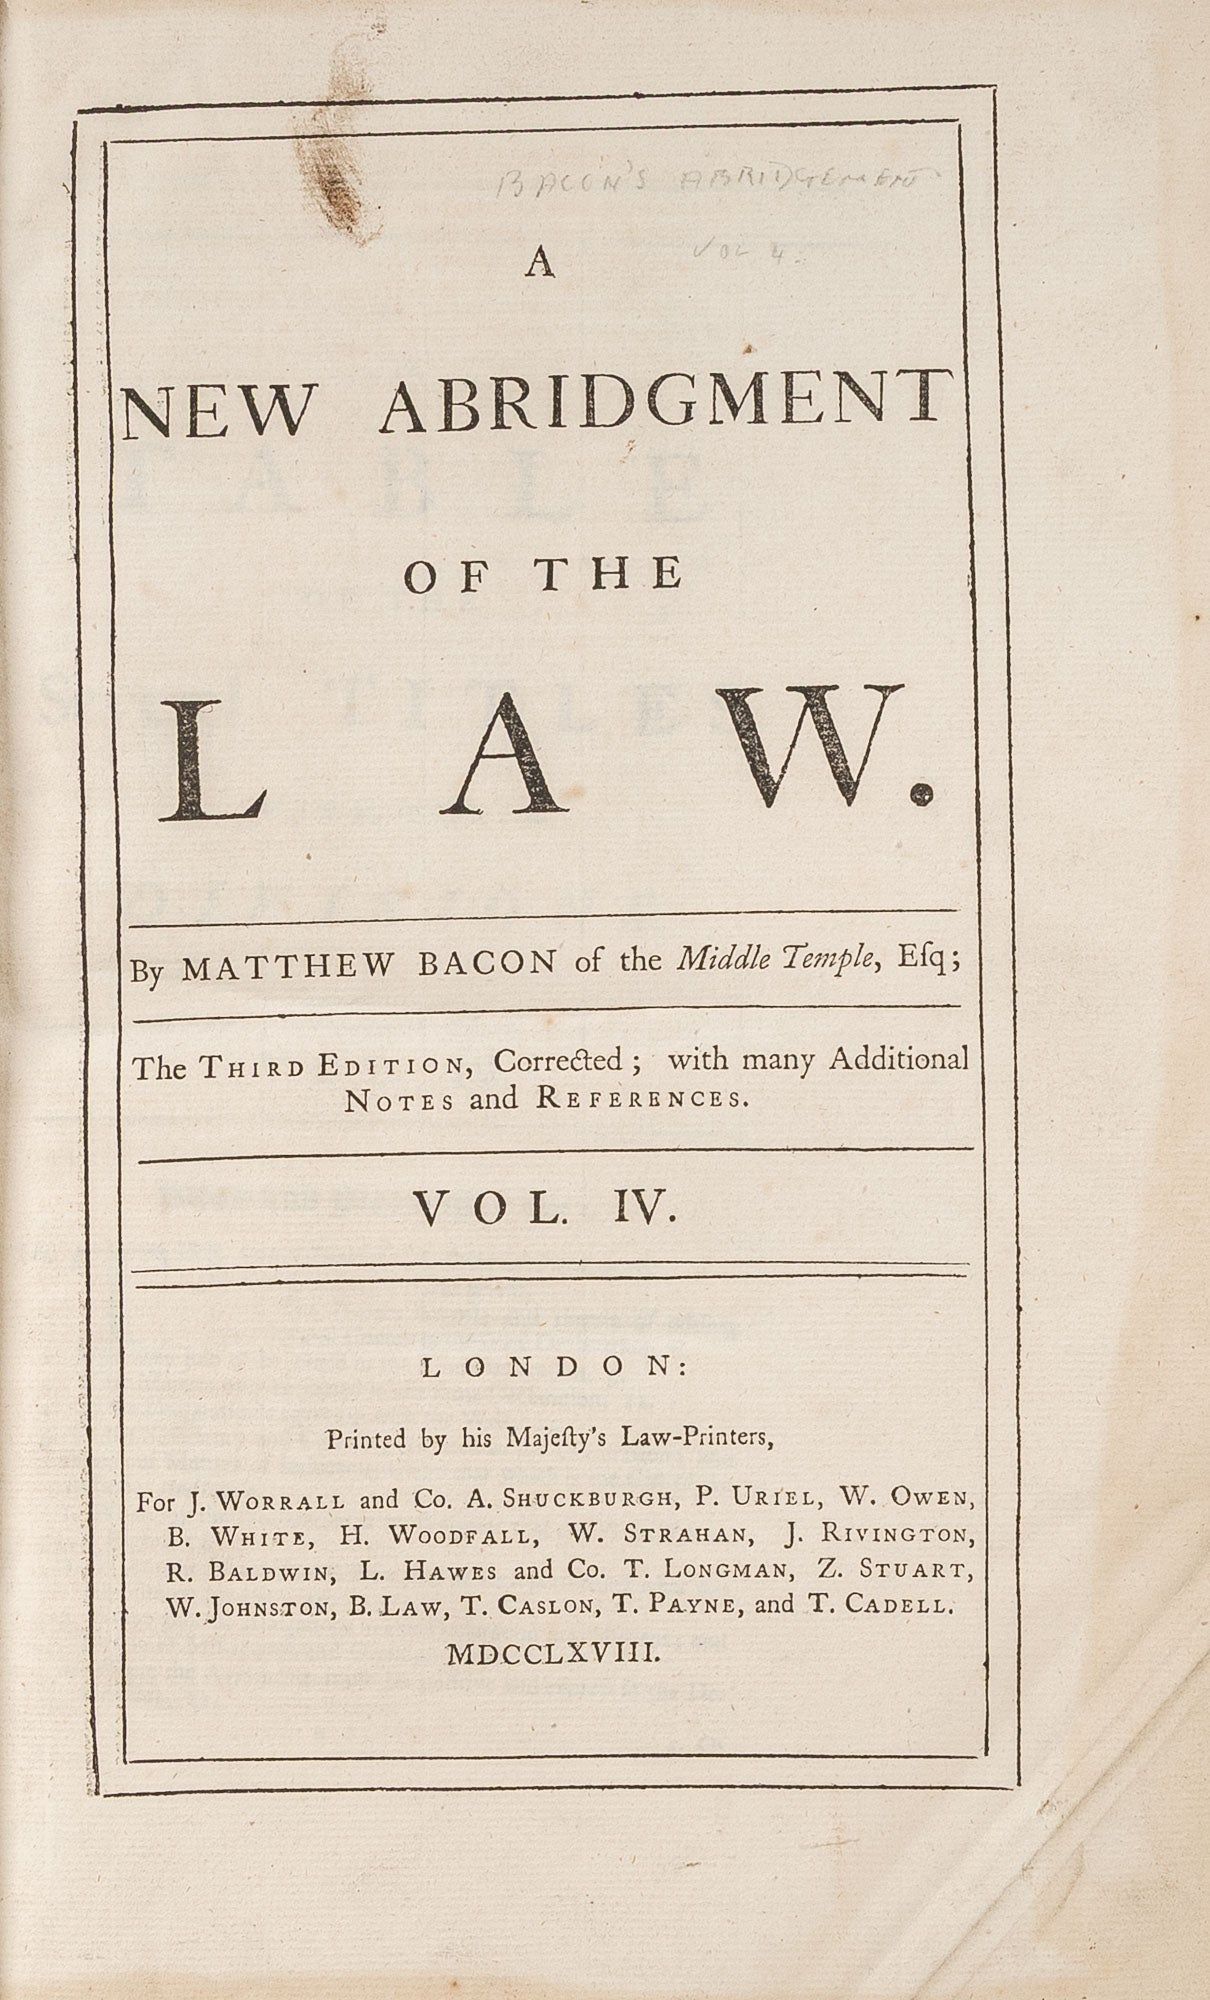 BACON'S ABRIDGEMENT
VOL 4.
A
NEW ABRIDGMENT
OF THE
LAW.
By MATTHEW BACON of the Middle Temple, Eſq;
The THIRD EDITION, Corrected; with many Additional
NOTES and REFERENCES.
VOL. IV.
LONDON:
Printed by his Majeſty's Law-Printers,
For J. WORRALL and Co. A. SHUCKBURGH, P. URIEL, W. OWEN,
B. WHITE, H. WOODFALL, W. STRAHAN, J. RIVINGTON,
R. BALDWIN, L. HAWES and Co. T. LONGMAN, Z. STUART,
W. JOHNSTON, B. LAW, T. CASLON, T. PAYNE, and T. CADELL.
MDCCLXVIII.